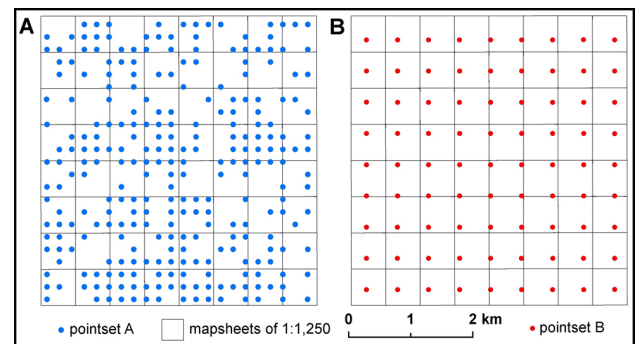 A
B
pointset A
mapsheets of 1:1,250
0 1 2 km
pointset B